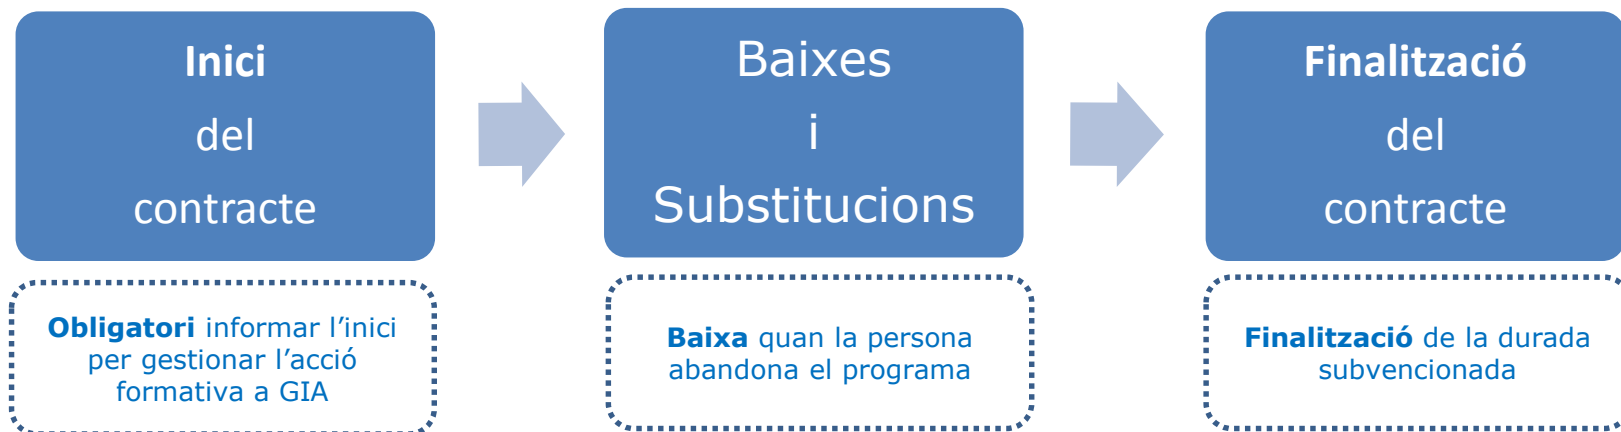 Inici
del
contracte
Obligatori informar l’inici
per gestionar l’acció
formativa a GIA
Baixes
i
Substitucions
Baixa quan la persona
abandona el programa
Finalització
del
contracte
Finalització de la durada
subvencionada